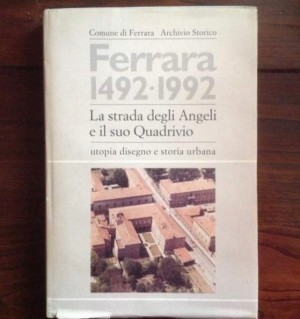 Comune di Ferrara Archivio Storico
Ferrara
1492·1992
La strada degli Angeli
e il suo Quadrivio
utopia disegno e storia urbana